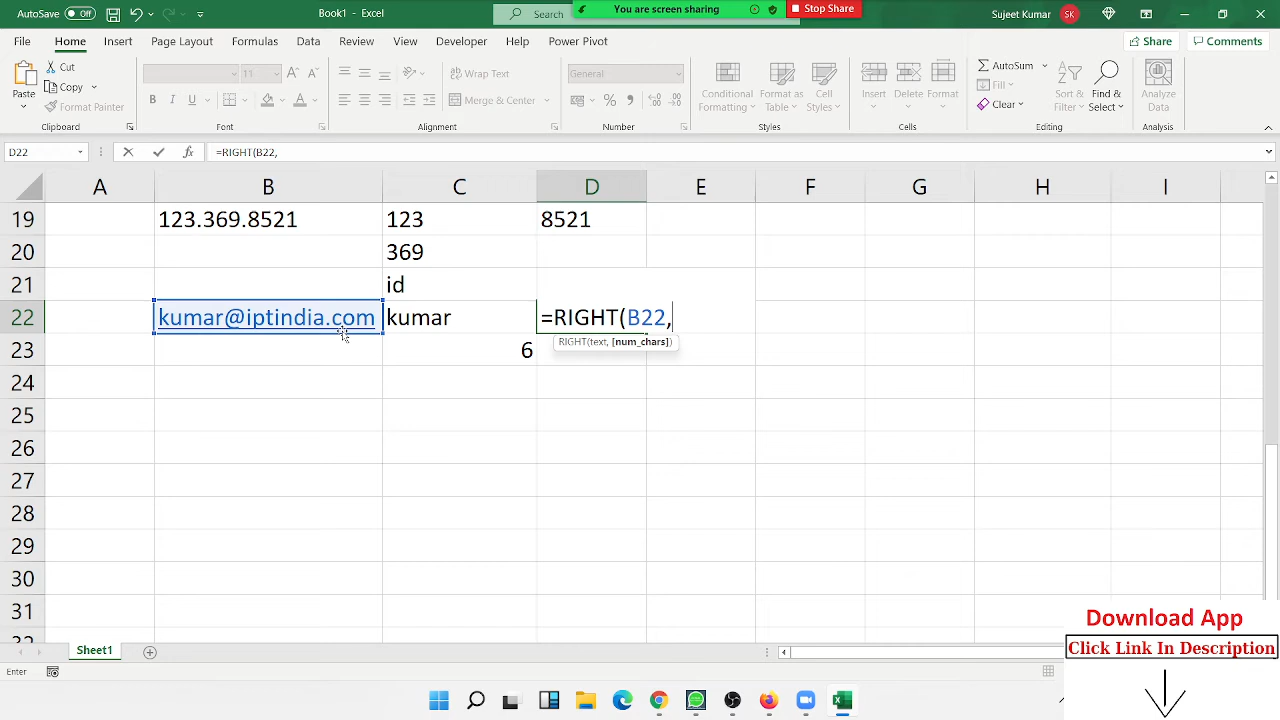 AutoSave Off Book1 - Excel Search You are screen sharing Stop Share Sujeet Kumar SK
File Home Insert Page Layout Formulas Data Review View Developer Help Power Pivot Share Comments
Paste Cut Copy Format Painter
11 A A
B I U A
ab Wrap Text
Merge & Center
General
% ,
Conditional Formatting Format as Table Cell Styles
Insert Delete Format
AutoSum Fill Clear
Sort & Filter Find & Select
Analyze Data
Clipboard Font Alignment Number Styles Cells Editing Analysis
D22 fx =RIGHT(B22,
A B C D E F G H I
19 123.369.8521 123 8521
20 369
21 id
22 kumar@iptindia.com kumar =RIGHT(B22,
RIGHT(text, [num_chars])
23 6
24
25
26
27
28
29
30
31
32
Download App
Click Link In Description
Sheet1
Enter